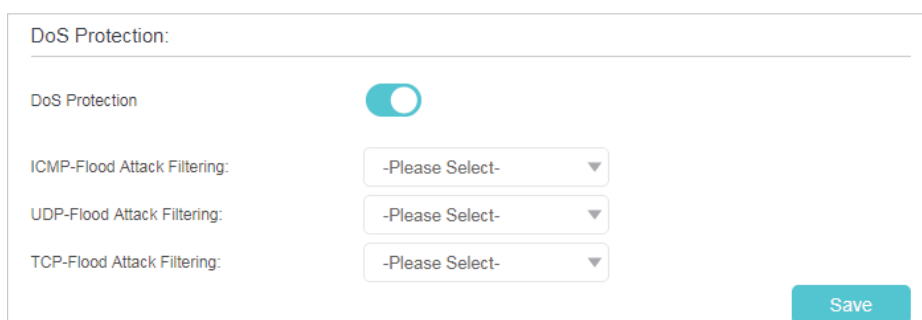 DoS Protection:
DoS Protection
ICMP-Flood Attack Filtering: -Please Select-
UDP-Flood Attack Filtering: -Please Select-
TCP-Flood Attack Filtering: -Please Select-
Save